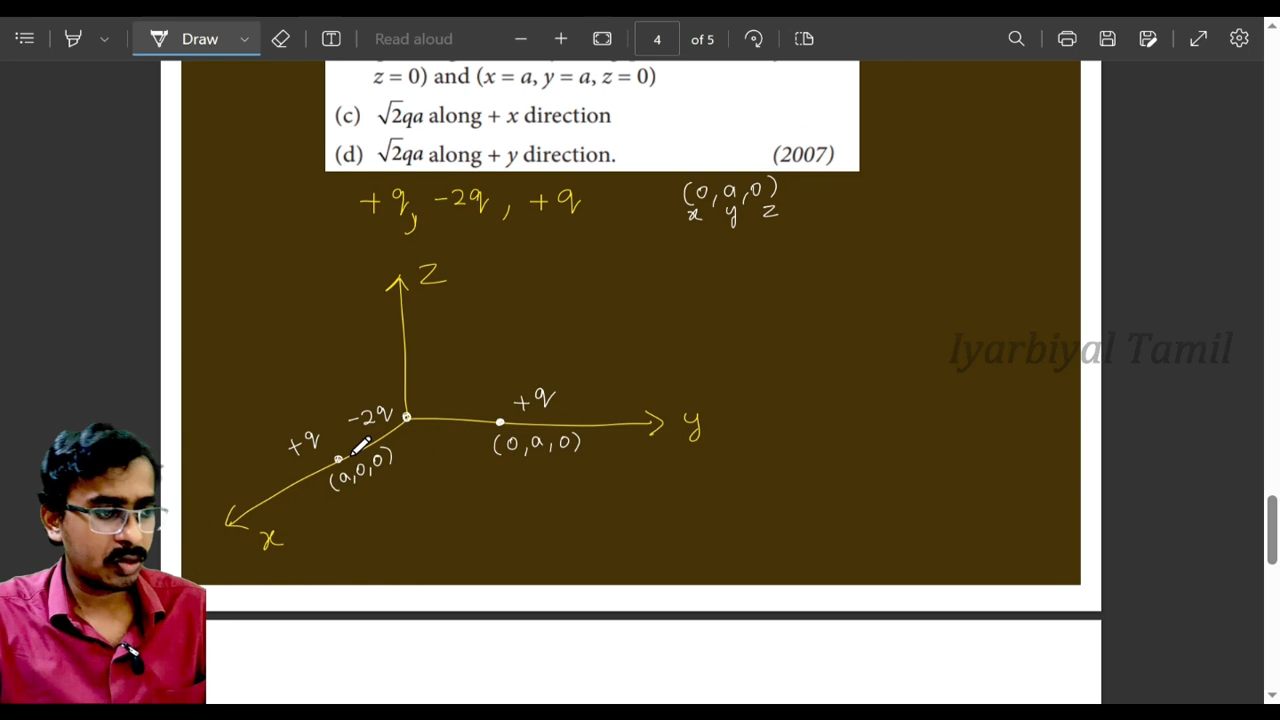 Draw
Read aloud
4
of 5
z = 0) and (x = a, y = a, z = 0)
(c) √2qa along + x direction
(d) √2qa along + y direction. (2007)
+q, -2q, +q
(0, a, 0)
x y z
z
Iyarbiyal Tamil
+q
-2q
y
+q
(0, a, 0)
(a, 0, 0)
x